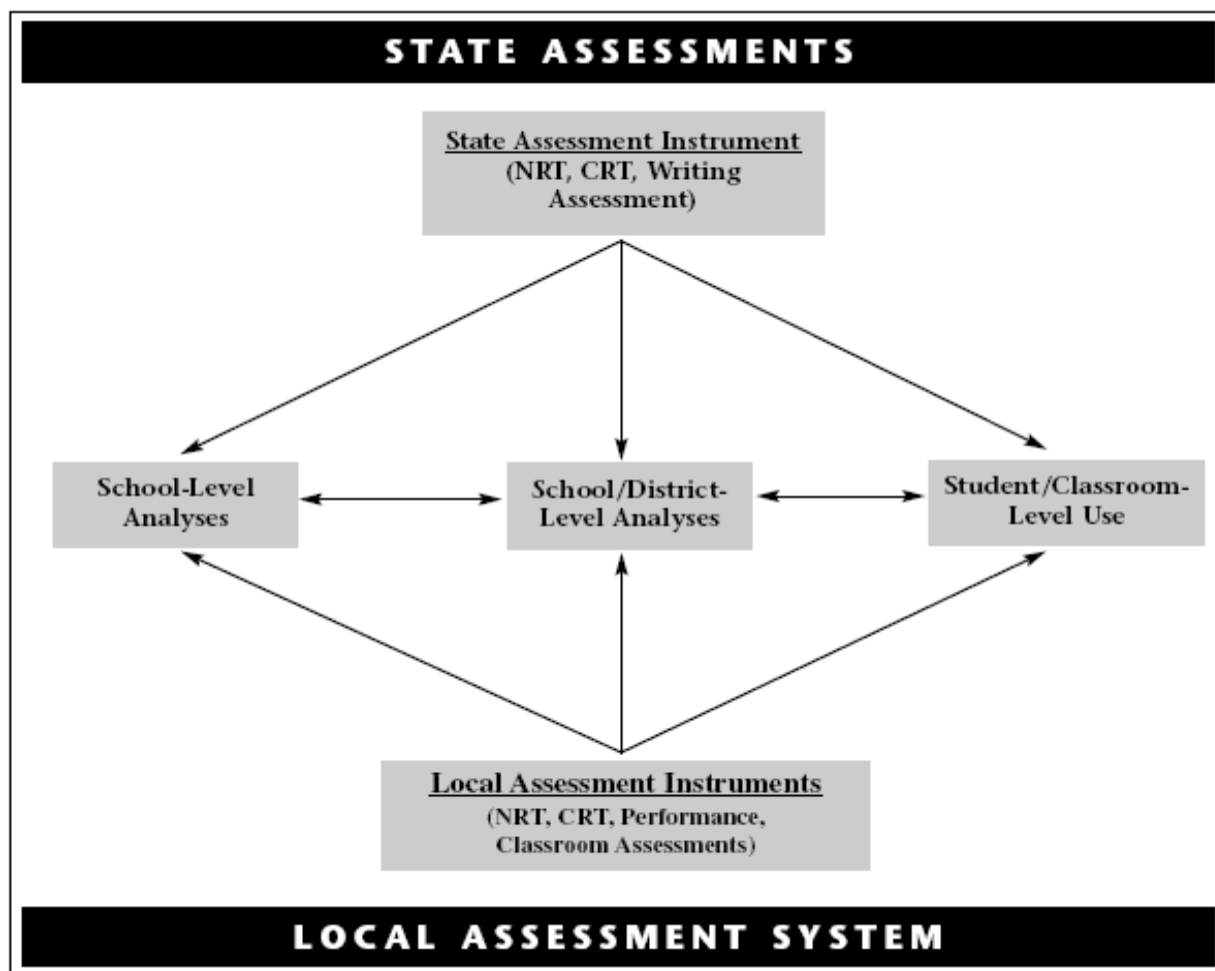 STATE ASSESSMENTS
State Assessment Instrument
(NRT, CRT, Writing
Assessment)
School-Level
Analyses
School/District-
Level Analyses
Student/Classroom-
Level Use
Local Assessment Instruments
(NRT, CRT, Performance,
Classroom Assessments)
LOCAL ASSESSMENT SYSTEM